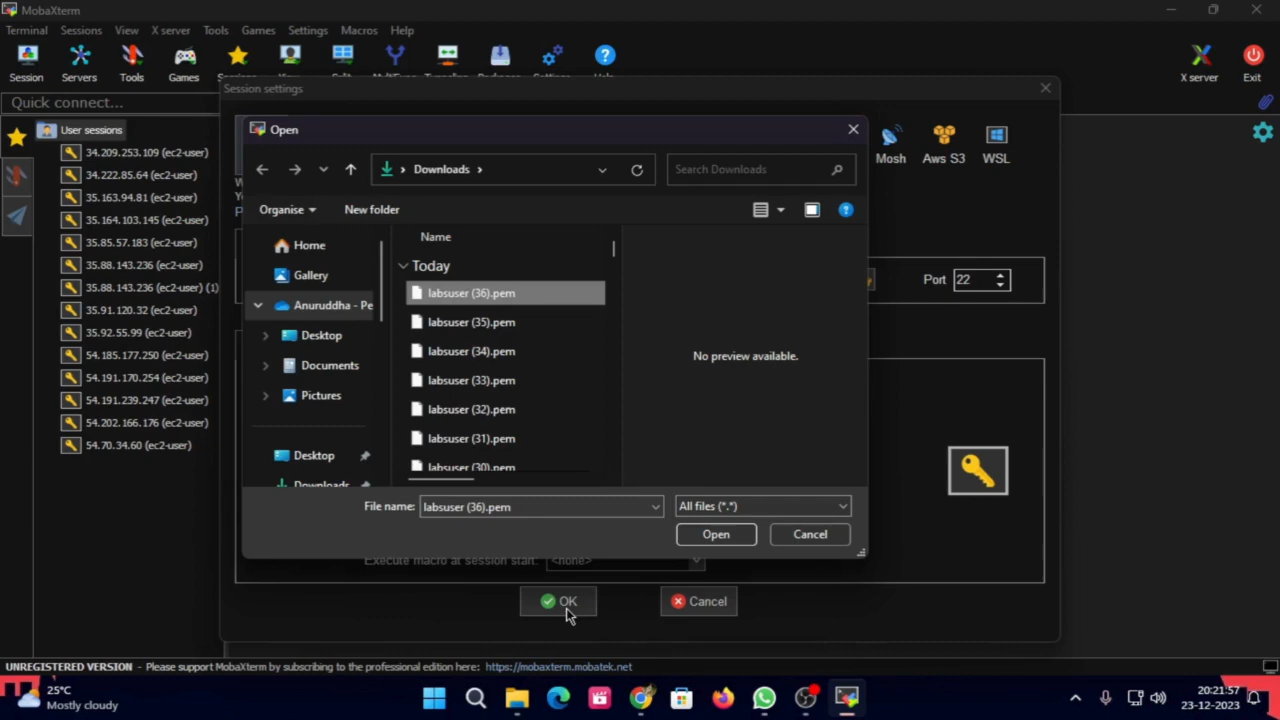 MobaXterm
Terminal Sessions View X server Tools Games Settings Macros Help
Session Servers Tools Games X server Exit
Quick connect...
Session settings
User sessions
34.209.253.109 (ec2-user)
34.222.85.64 (ec2-user)
35.163.94.81 (ec2-user)
35.164.103.145 (ec2-user)
35.85.57.183 (ec2-user)
35.88.143.236 (ec2-user)
35.88.143.236 (ec2-user) (1)
35.91.120.32 (ec2-user)
35.92.55.99 (ec2-user)
54.185.177.250 (ec2-user)
54.191.170.254 (ec2-user)
54.191.239.247 (ec2-user)
54.202.166.176 (ec2-user)
54.70.34.60 (ec2-user)
Open
Mosh Aws S3 WSL
Downloads
Search Downloads
Organise New folder
Home
Gallery
Anuruddha - Pe
Desktop
Documents
Pictures
Desktop
Downloads
Name
Today
labsuser (36).pem
labsuser (35).pem
labsuser (34).pem
labsuser (33).pem
labsuser (32).pem
labsuser (31).pem
labsuser (30).pem
No preview available.
Port 22
File name: labsuser (36).pem All files (*.*)
Open Cancel
Execute macro at session start: <none>
OK Cancel
UNREGISTERED VERSION - Please support MobaXterm by subscribing to the professional edition here: https://mobaxterm.mobatek.net
25°C
Mostly cloudy
20:21:57
23-12-2023